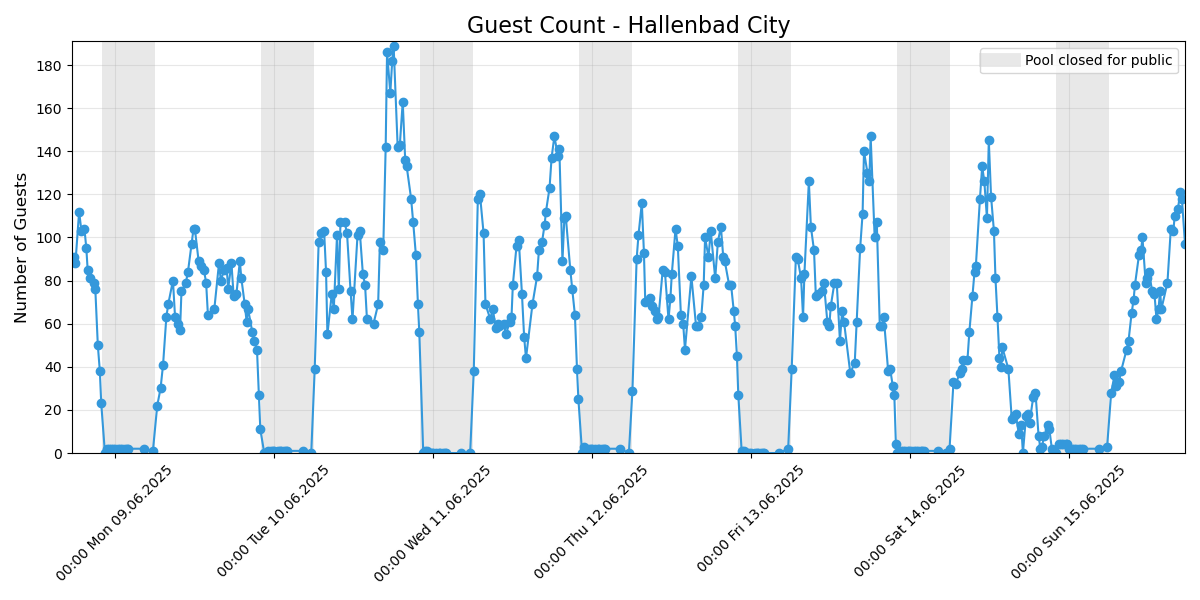 Guest Count - Hallenbad City
Pool closed for public
Number of Guests
180
160
140
120
100
80
60
40
20
0
00:00 Mon 09.06.2025
00:00 Tue 10.06.2025
00:00 Wed 11.06.2025
00:00 Thu 12.06.2025
00:00 Fri 13.06.2025
00:00 Sat 14.06.2025
00:00 Sun 15.06.2025